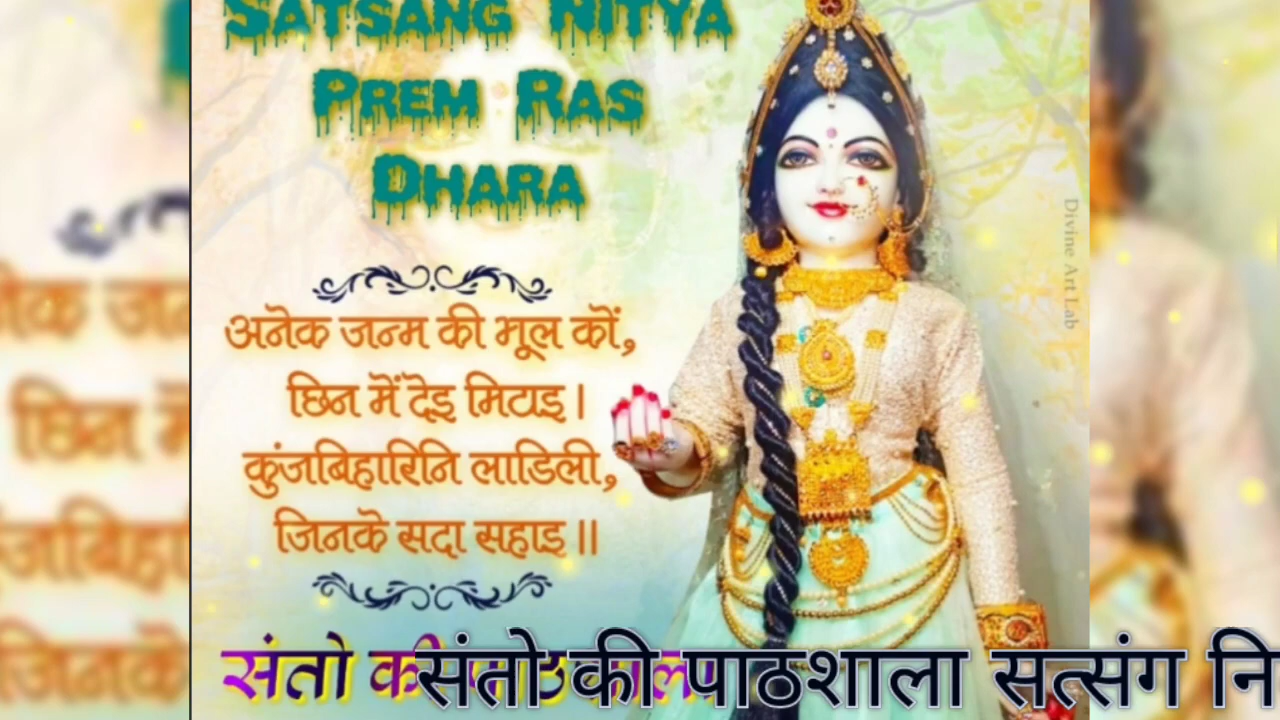 SATSANG NITYA
PREM RAS
DHARA
अनेक जन्म की भूल कों,
छिन में देइ मिटाइ।
कुंजबिहारिनि लाडिली,
जिनके सदा सहाइ॥
संतो की
संतो की पाठशाला सत्संग नि
Divine Art Lab